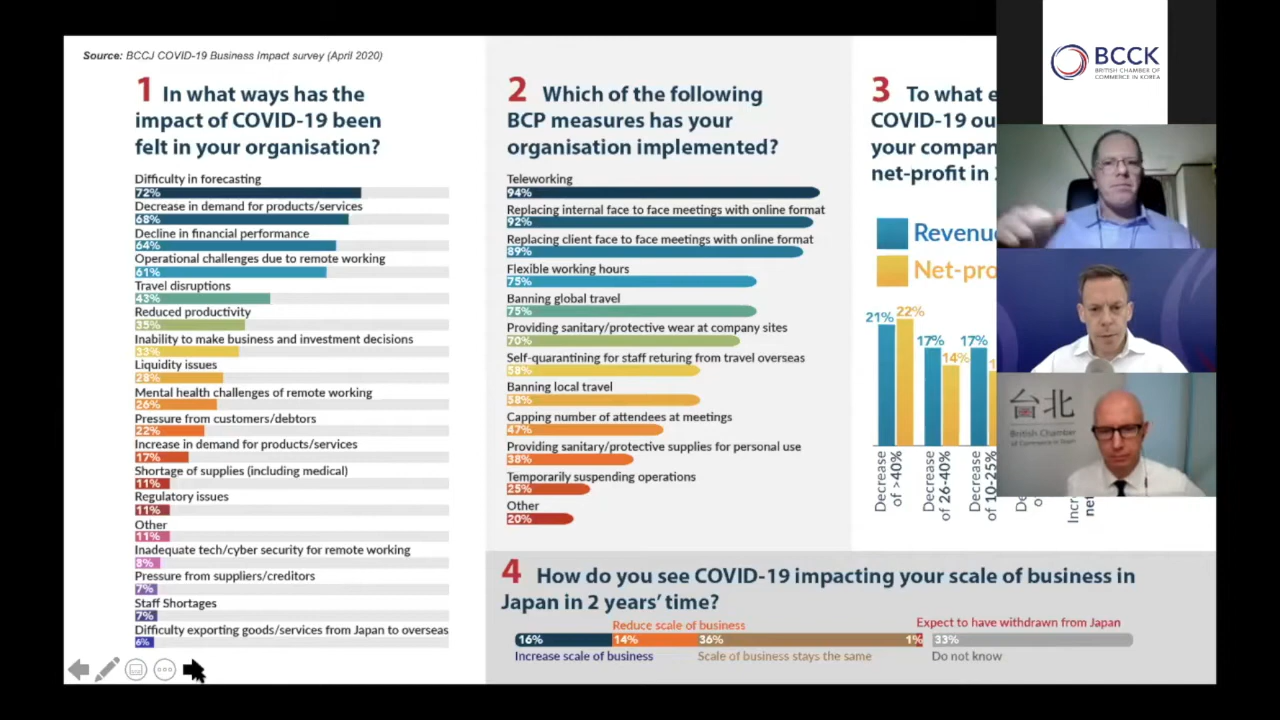 Source: BCCJ COVID-19 Business Impact survey (April 2020)
1 In what ways has the
impact of COVID-19 been
felt in your organisation?
Difficulty in forecasting
72%
Decrease in demand for products/services
68%
Decline in financial performance
64%
Operational challenges due to remote working
61%
Travel disruptions
43%
Reduced productivity
35%
Inability to make business and investment decisions
33%
Liquidity issues
28%
Mental health challenges of remote working
26%
Pressure from customers/debtors
22%
Increase in demand for products/services
17%
Shortage of supplies (including medical)
11%
Regulatory issues
11%
Other
11%
Inadequate tech/cyber security for remote working
8%
Pressure from suppliers/creditors
7%
Staff Shortages
7%
Difficulty exporting goods/services from Japan to overseas
6%
2 Which of the following
BCP measures has your
organisation implemented?
Teleworking
94%
Replacing internal face to face meetings with online format
92%
Replacing client face to face meetings with online format
89%
Flexible working hours
75%
Banning global travel
75%
Providing sanitary/protective wear at company sites
70%
Self-quarantining for staff returing from travel overseas
58%
Banning local travel
58%
Capping number of attendees at meetings
47%
Providing sanitary/protective supplies for personal use
38%
Temporarily suspending operations
25%
Other
20%
3 To what
COVID-19
your
net-profit in
21% 22%
17% 14% 17%
Decrease
of >40%
Decrease
of 26-40%
Decrease
of 10-25%
4 How do you see COVID-19 impacting your scale of business in
Japan in 2 years' time?
Reduce scale of business Expect to have withdrawn from Japan
16% 14% 36% 1% 33%
Increase scale of business Scale of business stays the same Do not know
BCCK
BRITISH CHAMBER OF
COMMERCE IN KOREA
台北
British Chamber